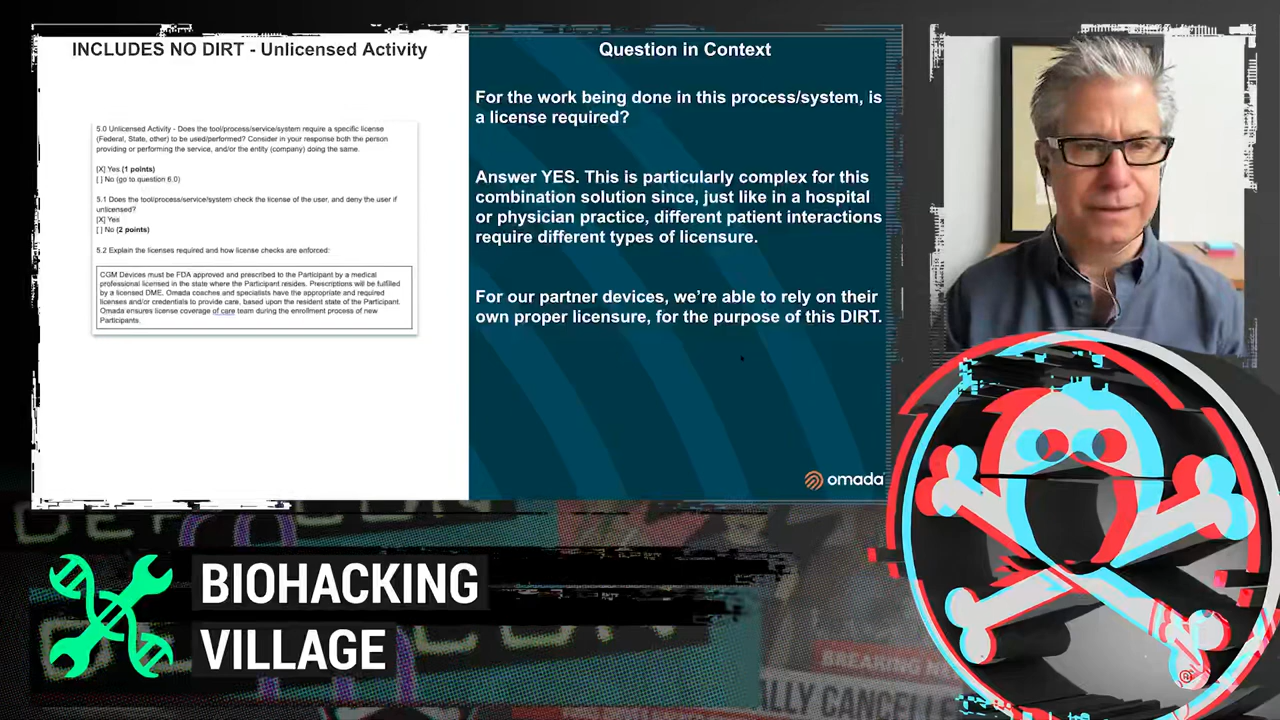 INCLUDES NO DIRT - Unlicensed Activity
5.0 Unlicensed Activity - Does the tool/process/service/system require a specific license
(Federal, State, other) to be used/performed? Consider in your response both the person
providing or performing the service, and/or the entity (company) doing the same.
[X] Yes (1 points)
[ ] No (go to question 6.0)
5.1 Does the tool/process/service/system check the license of the user, and deny the user if
unlicensed?
[X] Yes
[ ] No (2 points)
5.2 Explain the licenses required and how license checks are enforced:
CGM Devices must be FDA approved and prescribed to the Participant by a medical
professional licensed in the state where the Participant resides. Prescriptions will be fulfilled
by a licensed DME, Omada coaches and specialists have the appropriate and required
licenses and/or credentials to provide care, based upon the resident state of the Participant.
Omada ensures license coverage of care team during the enrollment process of new
Participants.
Question in Context
For the work being done in this process/system, is
a license required?
Answer YES. This is particularly complex for this
combination solution since, just like in a hospital
or physician practice, different patient interactions
require different types of licensure.
For our partner access, we're able to rely on their
own proper licensure, for the purpose of this DIRT.
omada
BIOHACKING
VILLAGE
BREAKING
ALLY CANCELL
®